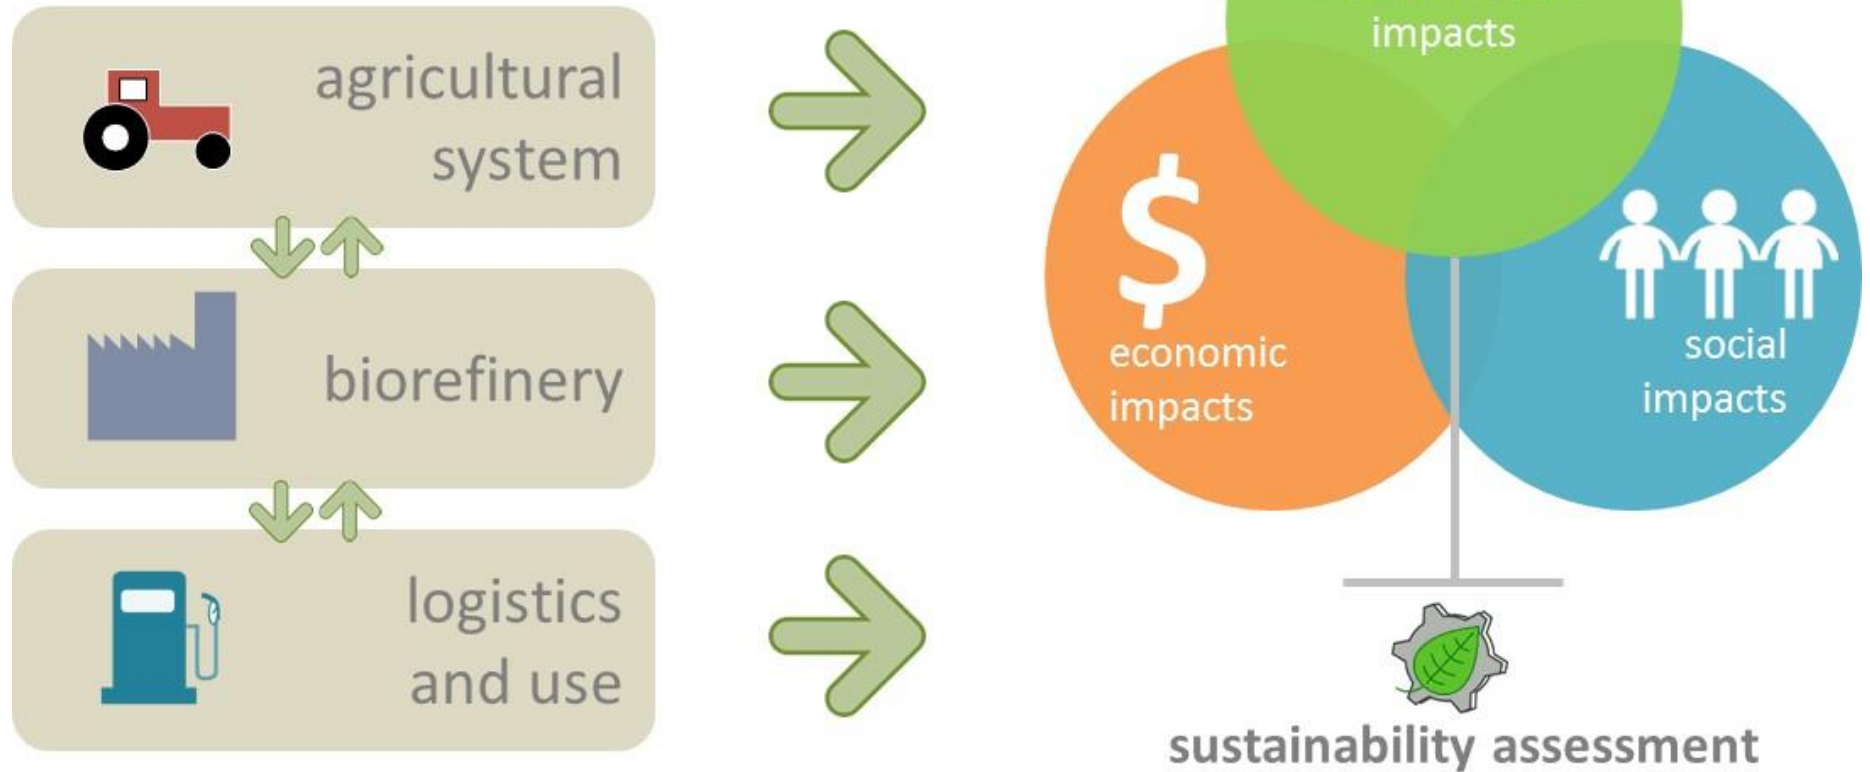 agricultural
system
biorefinery
logistics
and use
impacts
$
economic
impacts
social
impacts
sustainability assessment